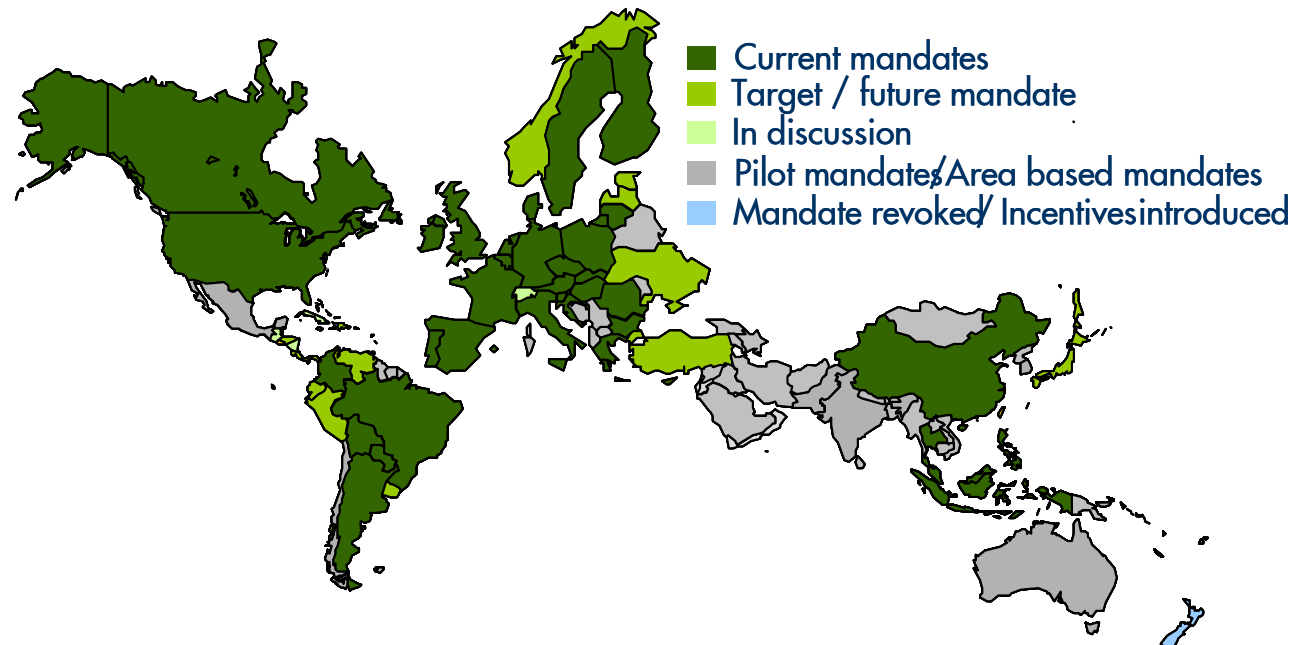 Current mandates
Target / future mandate
In discussion
Pilot mandates/Area based mandates
Mandate revoked/ Incentivesintroduced